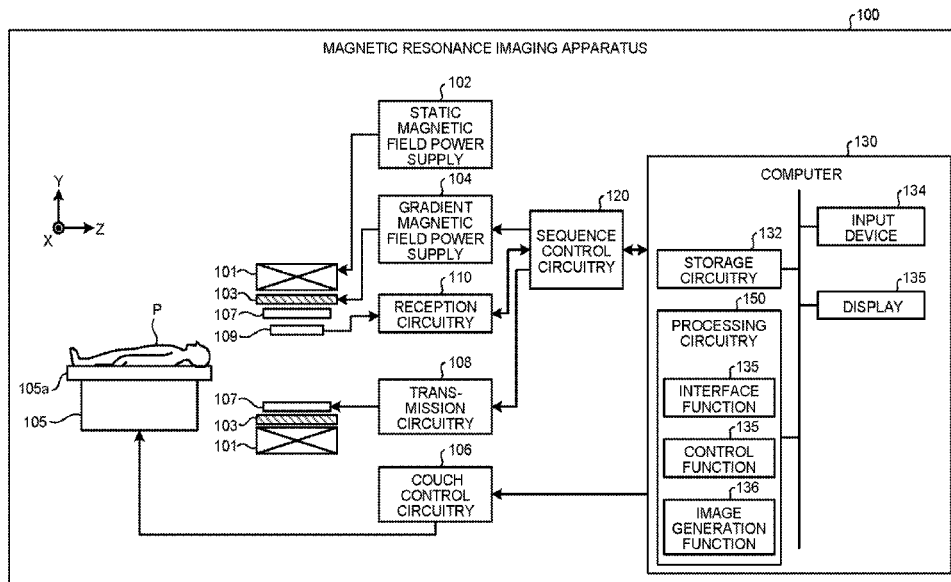 100
MAGNETIC RESONANCE IMAGING APPARATUS
102
STATIC
MAGNETIC
FIELD POWER
SUPPLY
104
GRADIENT
MAGNETIC
FIELD POWER
SUPPLY
Y
X
Z
101
103
107
109
110
RECEPTION
CIRCUITRY
120
SEQUENCE
CONTROL
CIRCUITRY
P
105a
105
108
TRANS-
MISSION
CIRCUITRY
107
103
101
106
COUCH
CONTROL
CIRCUITRY
130
COMPUTER
134
INPUT
DEVICE
132
STORAGE
CIRCUITRY
135
DISPLAY
150
PROCESSING
CIRCUITRY
135
INTERFACE
FUNCTION
135
CONTROL
FUNCTION
136
IMAGE
GENERATION
FUNCTION